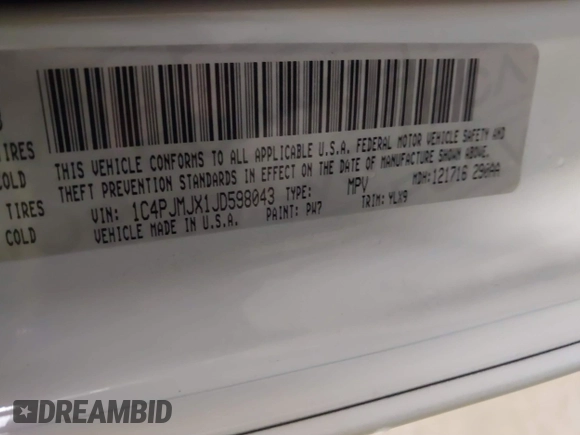 TIRES
COLD
TIRES
COLD
THIS VEHICLE CONFORMS TO ALL APPLICABLE U.S.A. FEDERAL MOTOR VEHICLE SAFETY AND
THEFT PREVENTION STANDARDS IN EFFECT ON THE DATE OF MANUFACTURE SHOWN ABOVE.
VIN: 1C4PJMJX1JD598043 TYPE: MPV MDH:121716 290AA
VEHICLE MADE IN U.S.A. PAINT: PW7 TRIM: YLX9
DREAMBID